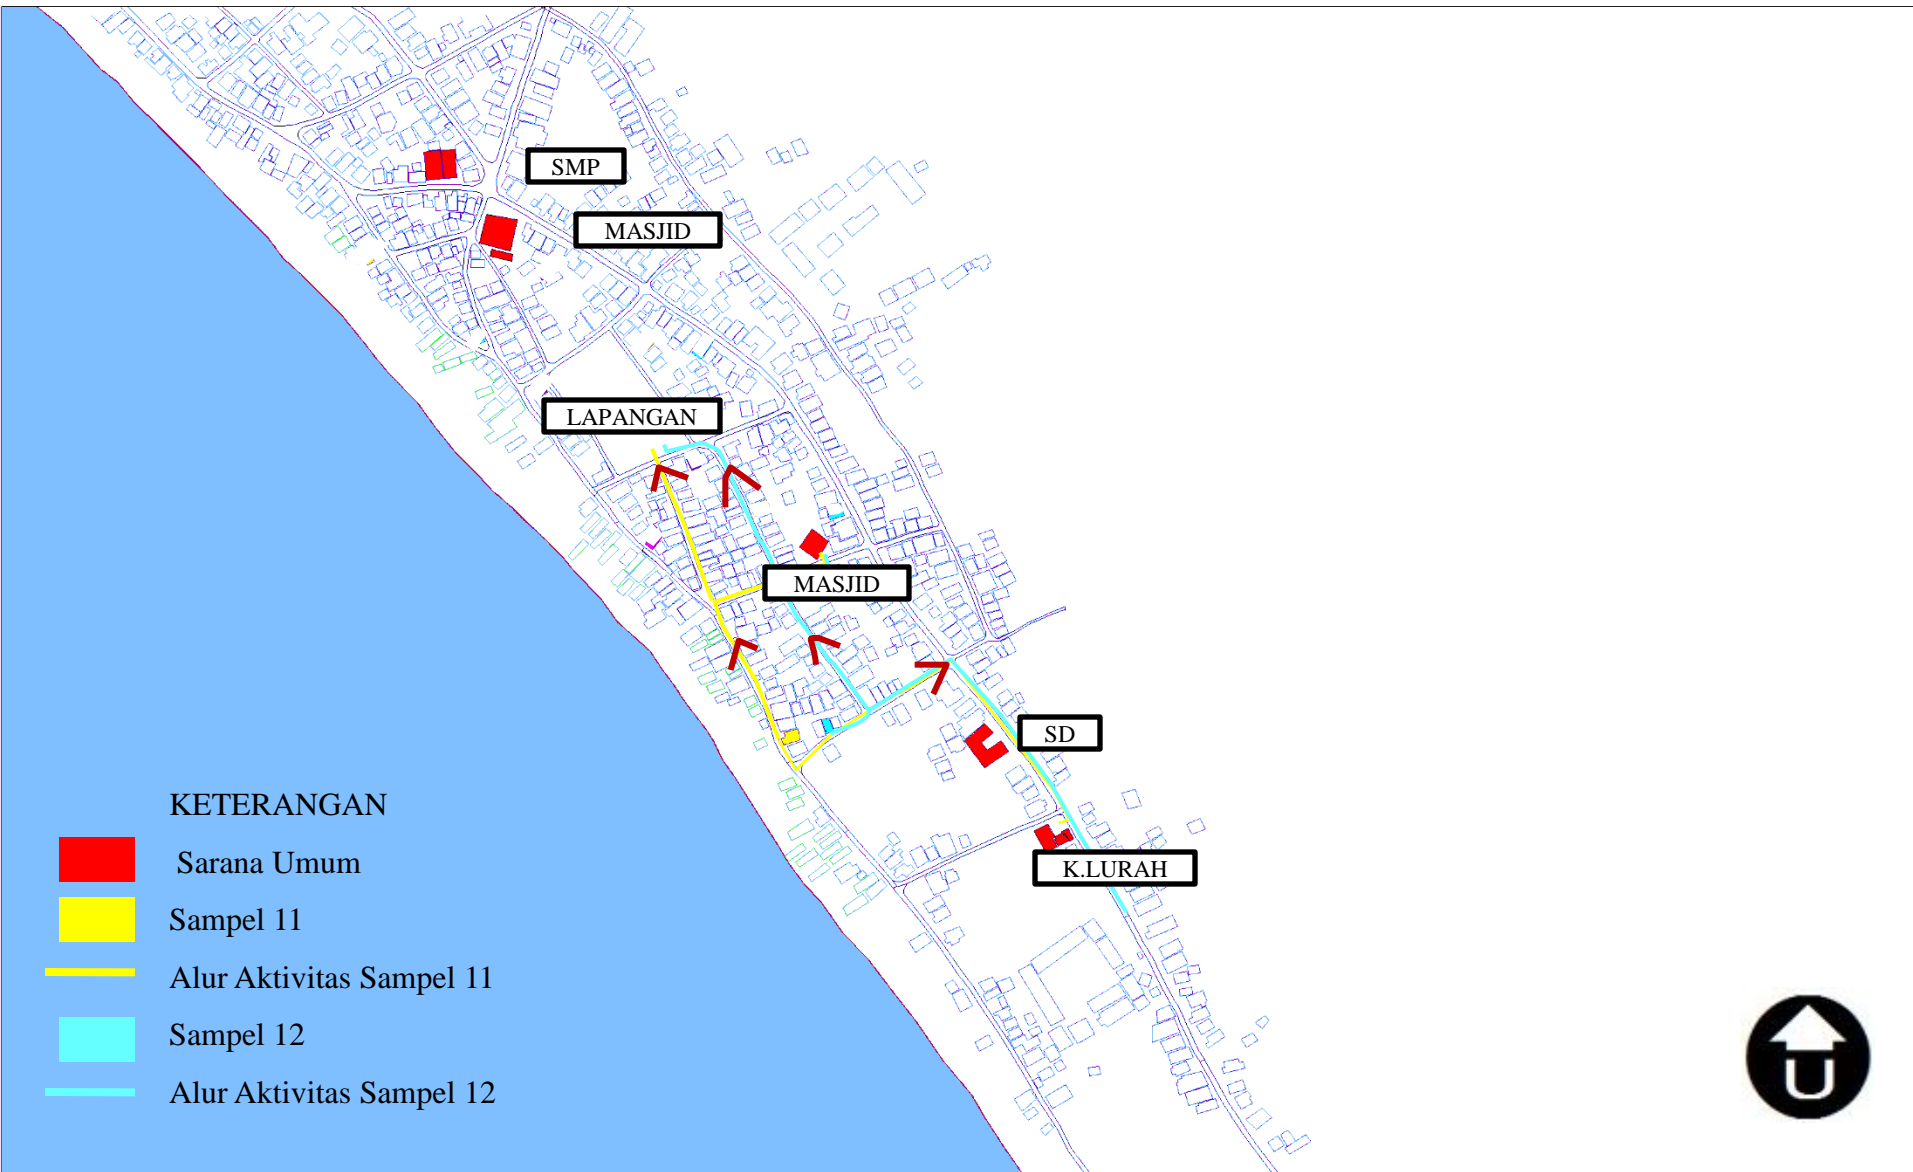 SMP
MASJID
LAPANGAN
MASJID
SD
K.LURAH
KETERANGAN
Sarana Umum
Sampel 11
Alur Aktivitas Sampel 11
Sampel 12
Alur Aktivitas Sampel 12
U